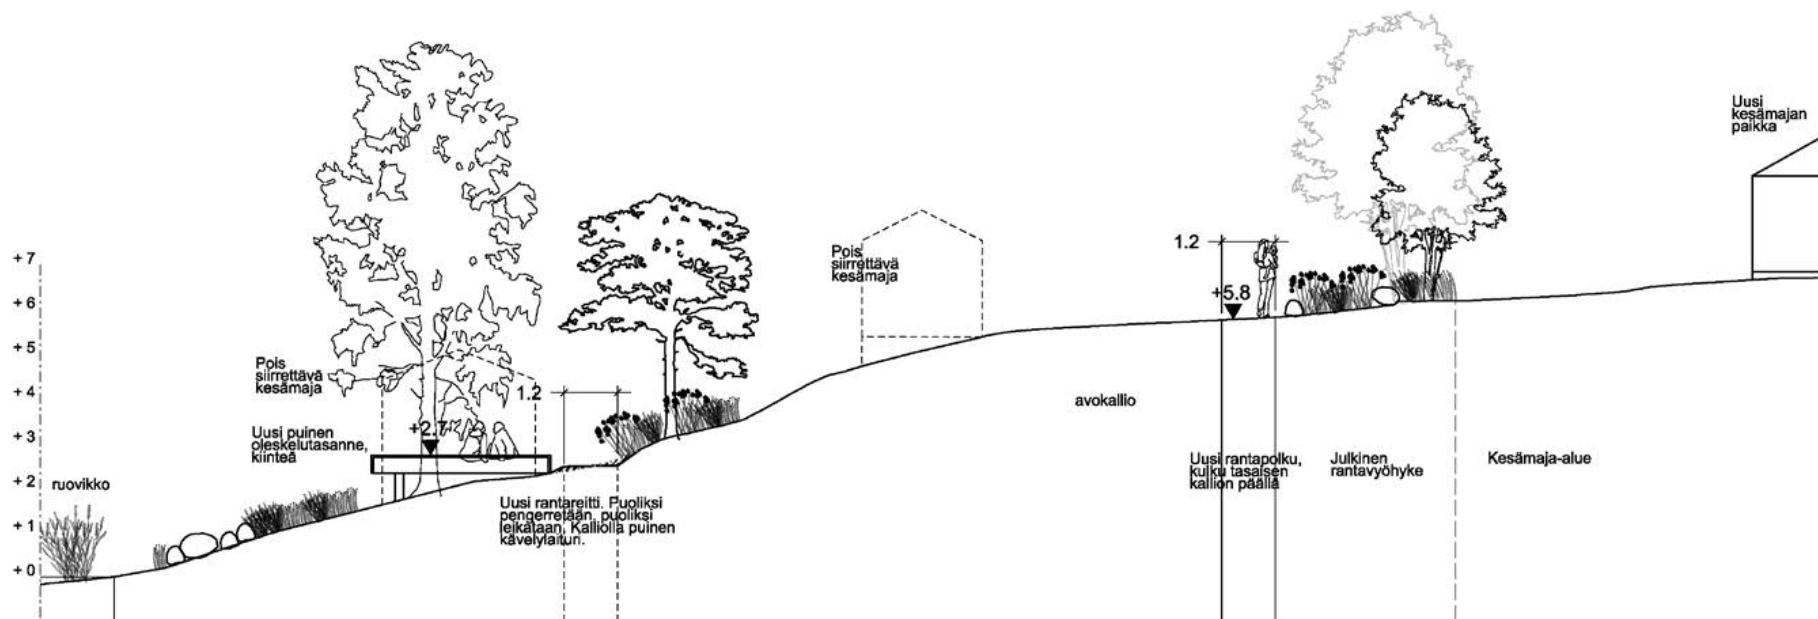 +7
+6
+5
+4
+3
+2
+1
+0
ruovikko
Pois
siirrettävä
kesämaja
Uusi puinen
oleskelutasanne,
kiinteä
+2.7
1.2
Uusi rantareitti. Puoliksi
pengerretään, puoliksi
leikataan. Kalliolla puinen
kävelylaituri.
Pois
siirrettävä
kesämaja
avokallio
1.2
+5.8
Uusi rantapolku,
kulku tasaisen
kallion päällä
Julkinen
rantavyöhyke
Kesämaja-alue
Uusi
kesämajan
paikka